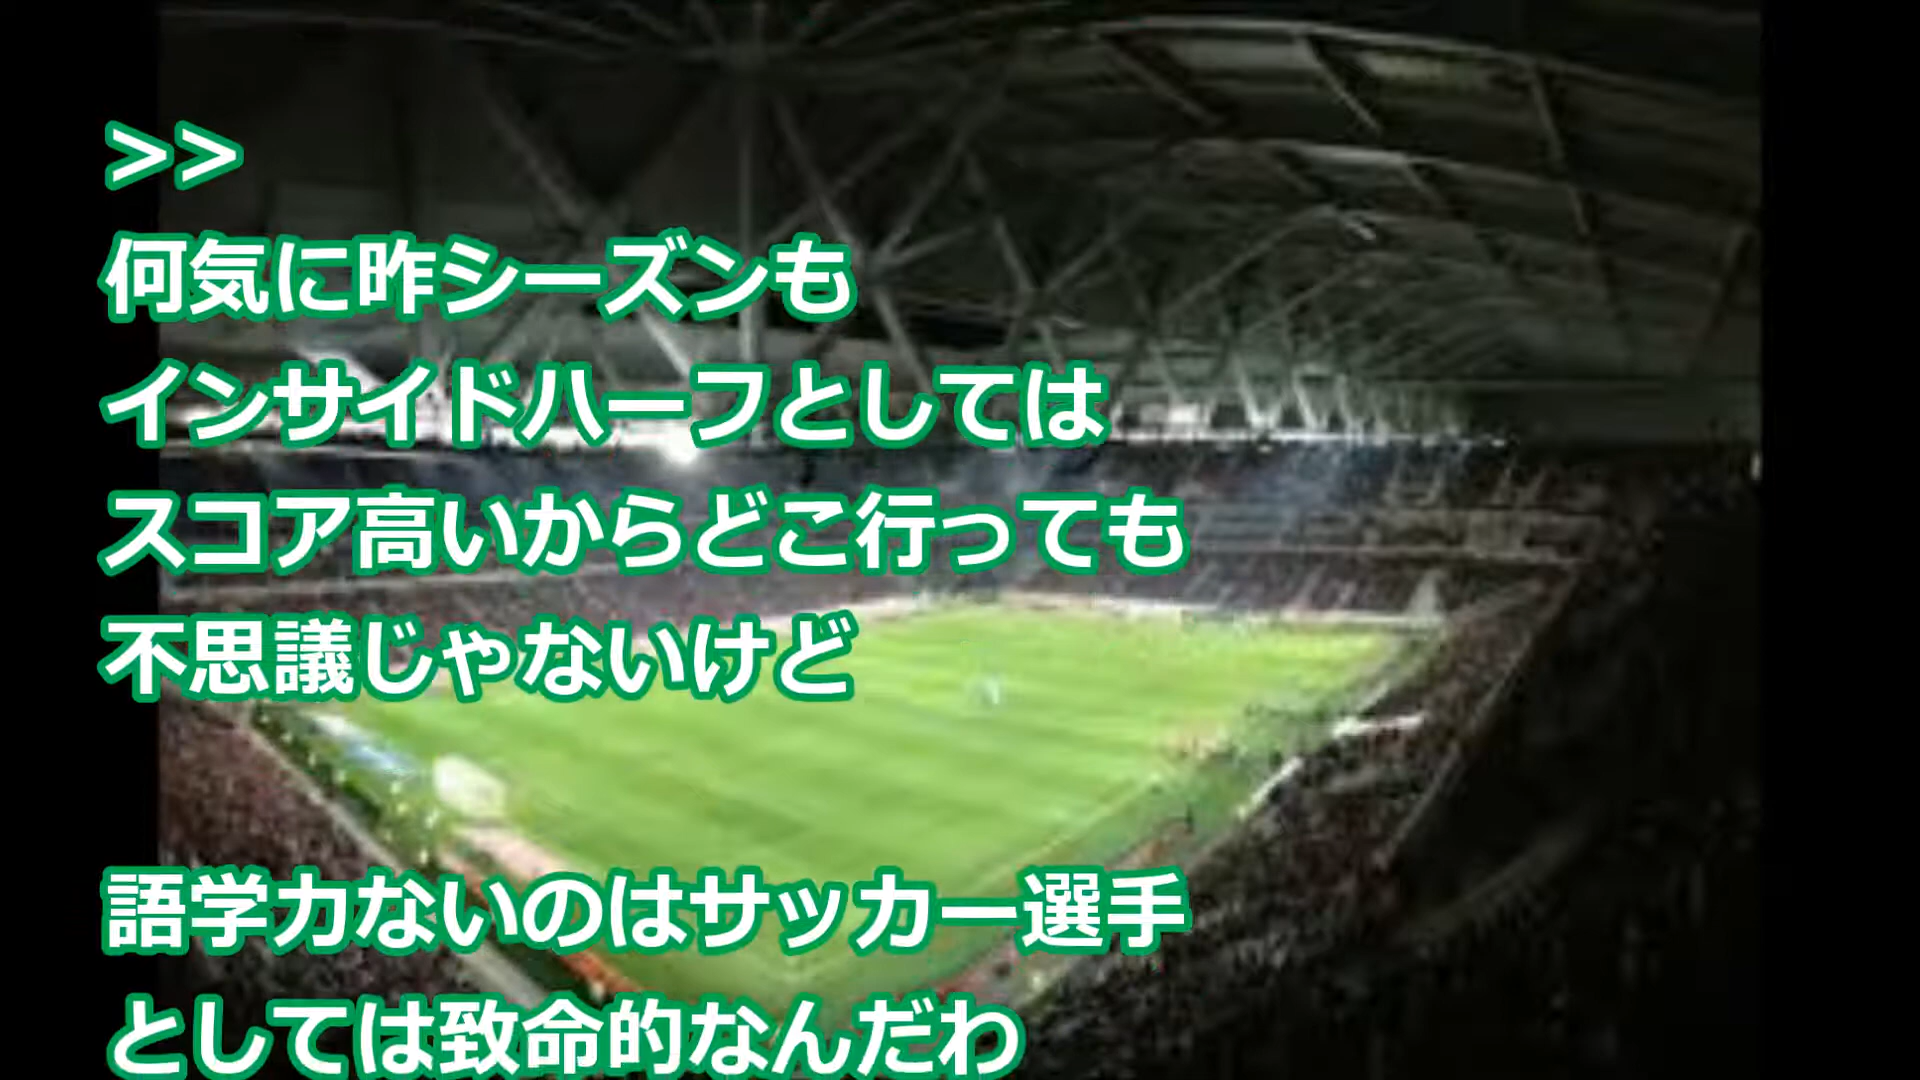 >>
何気に昨シーズンも
インサイドハーフとしては
スコア高いからどこ行っても
不思議じゃないけど
語学力ないのはサッカー選手
としては致命的なんだわ